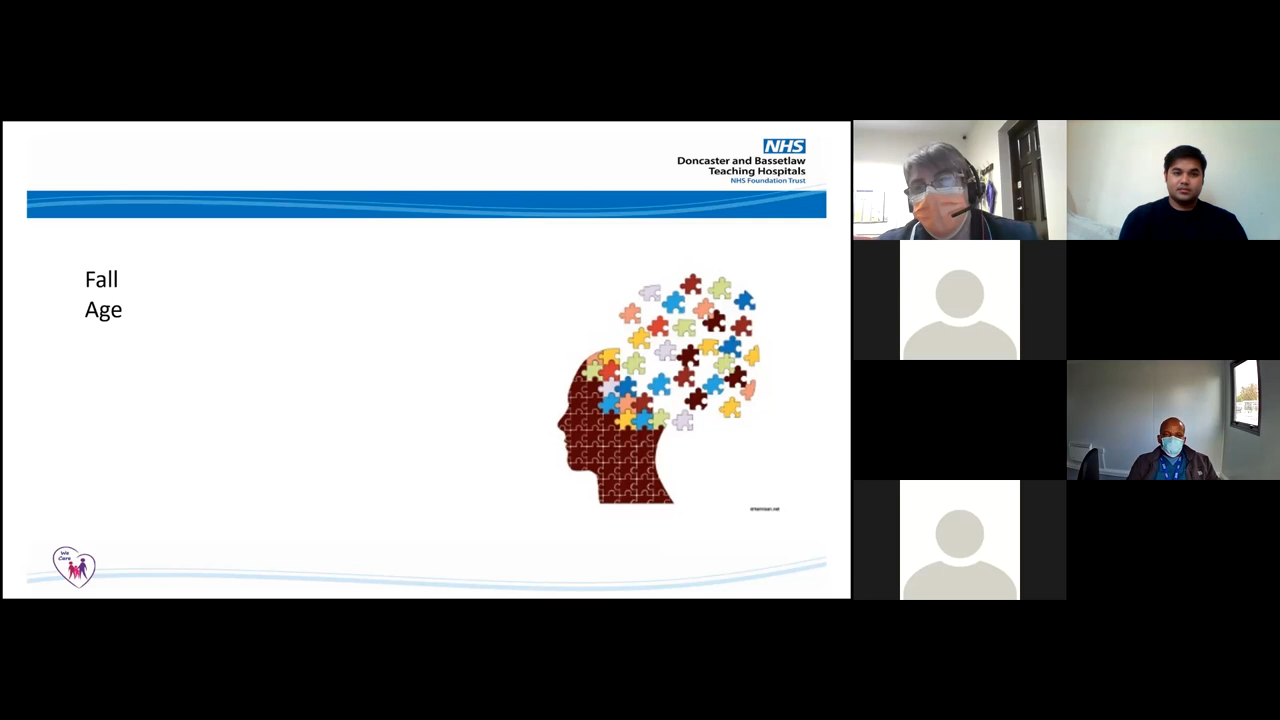 NHS
Doncaster and Bassetlaw
Teaching Hospitals
NHS Foundation Trust
Fall
Age
We
Care